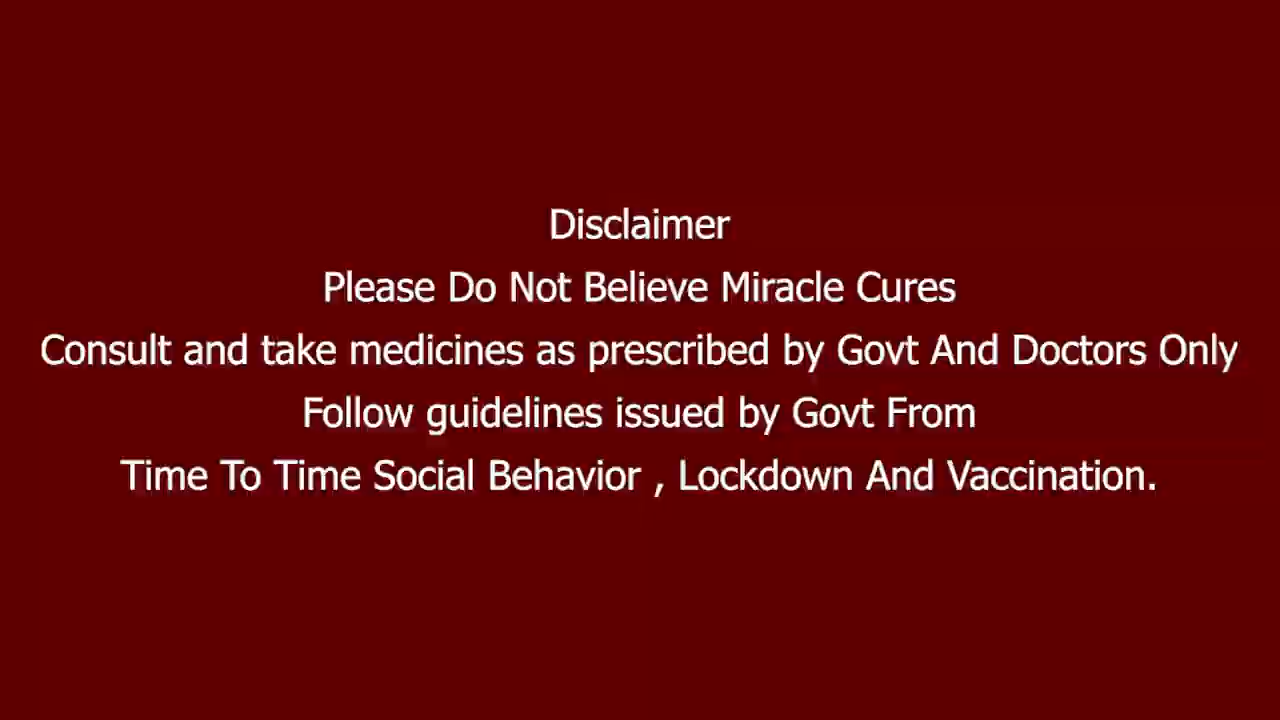 Disclaimer
Please Do Not Believe Miracle Cures
Consult and take medicines as prescribed by Govt And Doctors Only
Follow guidelines issued by Govt From
Time To Time Social Behavior , Lockdown And Vaccination.